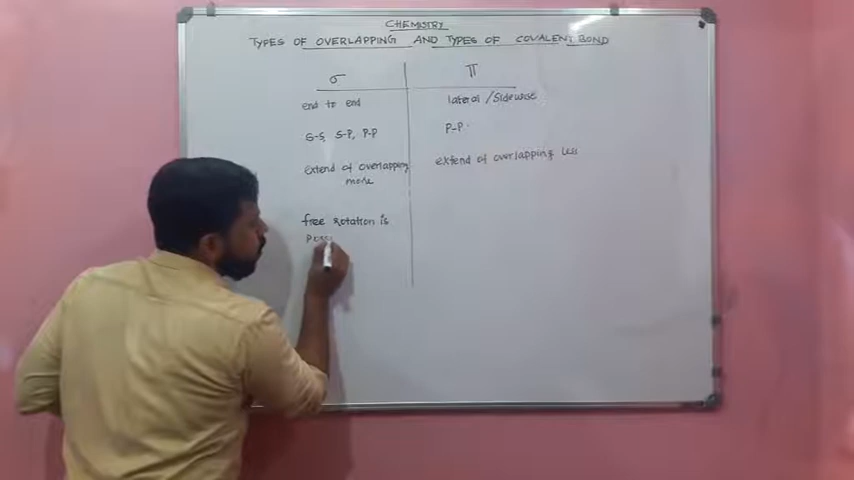 CHEMISTRY
TYPES OF OVERLAPPING AND TYPES OF COVALENT BOND
σ
π
end to end
lateral / sidewise
S-S, S-P, P-P
P-P
extend of overlapping
more
extend of overlapping less
free rotation is